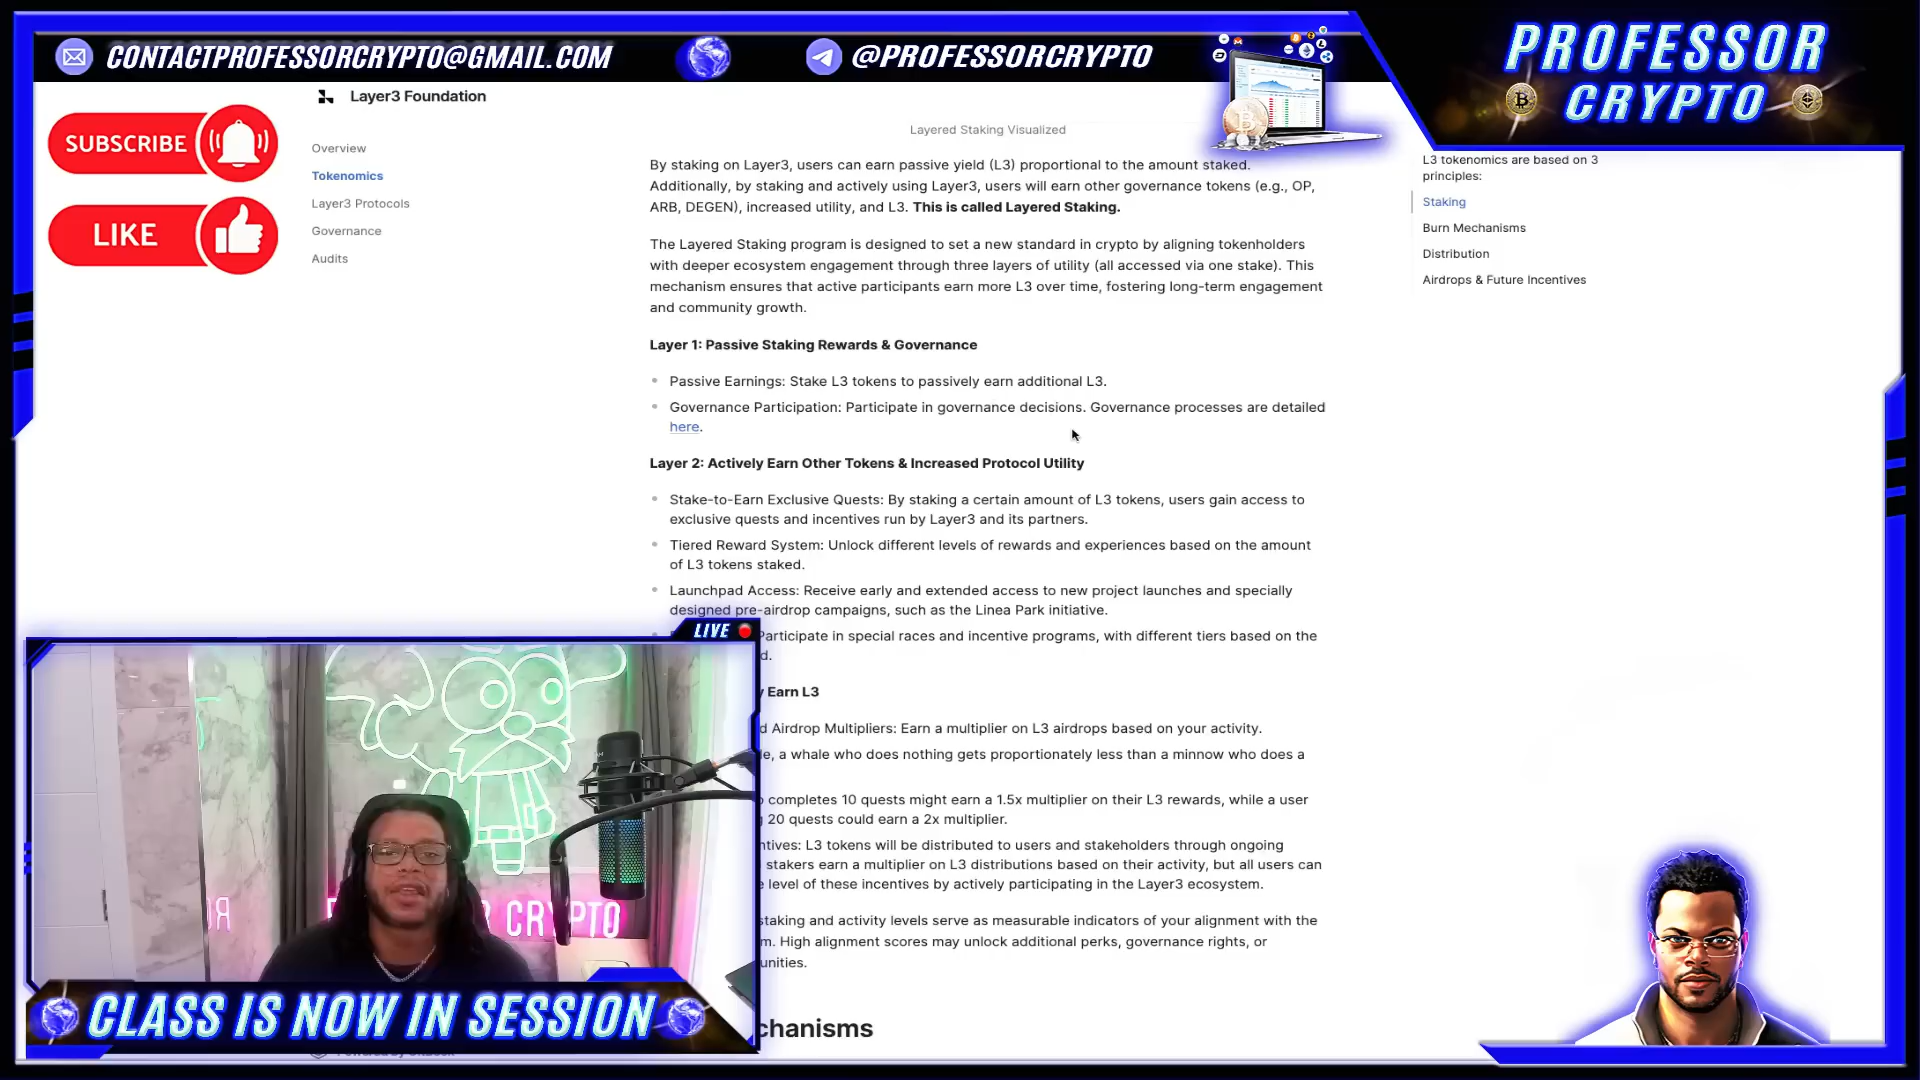 CONTACTPROFESSORCRYPTO@GMAIL.COM
@PROFESSORCRYPTO
PROFESSOR
CRYPTO
SUBSCRIBE
LIKE
Layer3 Foundation
Overview
Tokenomics
Layer3 Protocols
Governance
Audits
Layered Staking Visualized
By staking on Layer3, users can earn passive yield (L3) proportional to the amount staked.
Additionally, by staking and actively using Layer3, users will earn other governance tokens (e.g., OP,
ARB, DEGEN), increased utility, and L3. This is called Layered Staking.
The Layered Staking program is designed to set a new standard in crypto by aligning tokenholders
with deeper ecosystem engagement through three layers of utility (all accessed via one stake). This
mechanism ensures that active participants earn more L3 over time, fostering long-term engagement
and community growth.
Layer 1: Passive Staking Rewards & Governance
Passive Earnings: Stake L3 tokens to passively earn additional L3.
Governance Participation: Participate in governance decisions. Governance processes are detailed
here.
Layer 2: Actively Earn Other Tokens & Increased Protocol Utility
Stake-to-Earn Exclusive Quests: By staking a certain amount of L3 tokens, users gain access to
exclusive quests and incentives run by Layer3 and its partners.
Tiered Reward System: Unlock different levels of rewards and experiences based on the amount
of L3 tokens staked.
Launchpad Access: Receive early and extended access to new project launches and specially
designed pre-airdrop campaigns, such as the Linea Park initiative.
Participate in special races and incentive programs, with different tiers based on the
d.
y Earn L3
d Airdrop Multipliers: Earn a multiplier on L3 airdrops based on your activity.
le, a whale who does nothing gets proportionately less than a minnow who does a
completes 10 quests might earn a 1.5x multiplier on their L3 rewards, while a user
20 quests could earn a 2x multiplier.
ntives: L3 tokens will be distributed to users and stakeholders through ongoing
stakers earn a multiplier on L3 distributions based on their activity, but all users can
e level of these incentives by actively participating in the Layer3 ecosystem.
staking and activity levels serve as measurable indicators of your alignment with the
m. High alignment scores may unlock additional perks, governance rights, or
unities.
chanisms
L3 tokenomics are based on 3
principles:
Staking
Burn Mechanisms
Distribution
Airdrops & Future Incentives
LIVE
CRYPTO
CLASS IS NOW IN SESSION